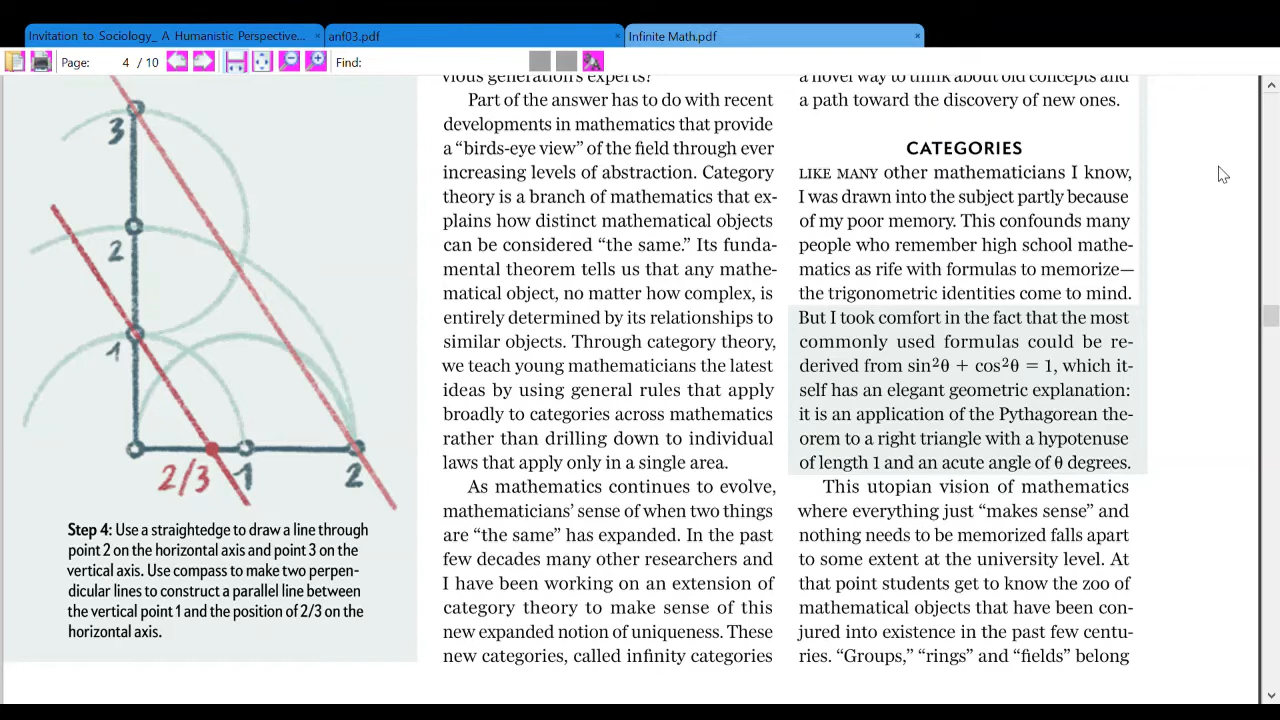 Invitation to Sociology_ A Humanistic Perspective...
anf03.pdf
Infinite Math.pdf
Page: 4 / 10
Find:
3
2
1
2/3
1
2
Step 4: Use a straightedge to draw a line through
point 2 on the horizontal axis and point 3 on the
vertical axis. Use compass to make two perpen-
dicular lines to construct a parallel line between
the vertical point 1 and the position of 2/3 on the
horizontal axis.
vious generation's experts?
Part of the answer has to do with recent
developments in mathematics that provide
a “birds-eye view” of the field through ever
increasing levels of abstraction. Category
theory is a branch of mathematics that ex-
plains how distinct mathematical objects
can be considered “the same.” Its funda-
mental theorem tells us that any mathe-
matical object, no matter how complex, is
entirely determined by its relationships to
similar objects. Through category theory,
we teach young mathematicians the latest
ideas by using general rules that apply
broadly to categories across mathematics
rather than drilling down to individual
laws that apply only in a single area.
As mathematics continues to evolve,
mathematicians' sense of when two things
are “the same” has expanded. In the past
few decades many other researchers and
I have been working on an extension of
category theory to make sense of this
new expanded notion of uniqueness. These
new categories, called infinity categories
a novel way to think about old concepts and
a path toward the discovery of new ones.
CATEGORIES
LIKE MANY other mathematicians I know,
I was drawn into the subject partly because
of my poor memory. This confounds many
people who remember high school mathe-
matics as rife with formulas to memorize—
the trigonometric identities come to mind.
But I took comfort in the fact that the most
commonly used formulas could be re-
derived from sin²θ + cos²θ = 1, which it-
self has an elegant geometric explanation:
it is an application of the Pythagorean the-
orem to a right triangle with a hypotenuse
of length 1 and an acute angle of θ degrees.
This utopian vision of mathematics
where everything just “makes sense” and
nothing needs to be memorized falls apart
to some extent at the university level. At
that point students get to know the zoo of
mathematical objects that have been con-
jured into existence in the past few centu-
ries. “Groups,” “rings” and “fields” belong